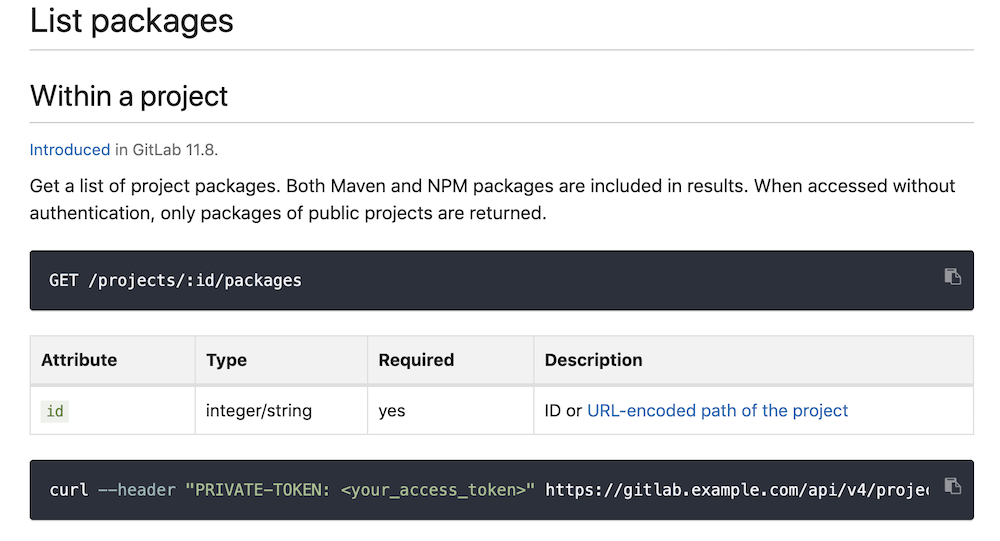 List packages
Within a project
Introduced in GitLab 11.8.
Get a list of project packages. Both Maven and NPM packages are included in results. When accessed without
authentication, only packages of public projects are returned.
GET /projects/:id/packages
Attribute Type Required Description
id integer/string yes ID or URL-encoded path of the project
curl --header "PRIVATE-TOKEN: <your_access_token>" https://gitlab.example.com/api/v4/projec